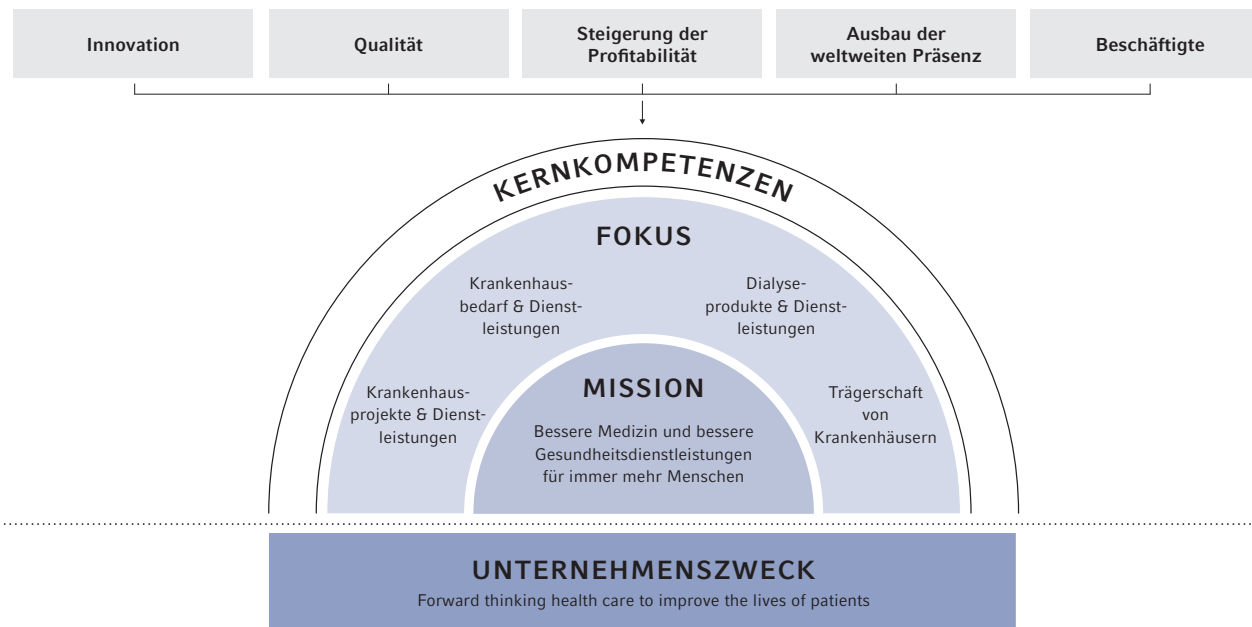 Innovation
Qualität
Steigerung der
Profitabilität
Ausbau der
weltweiten Präsenz
Beschäftigte
KERNKOMPETENZEN
FOKUS
Krankenhaus-
bedarf & Dienst-
leistungen
Dialyse-
produkte & Dienst-
leistungen
Krankenhaus-
projekte & Dienst-
leistungen
Trägerschaft
von
Krankenhäusern
MISSION
Bessere Medizin und bessere
Gesundheitsdienstleistungen
für immer mehr Menschen
UNTERNEHMENSZWECK
Forward thinking health care to improve the lives of patients